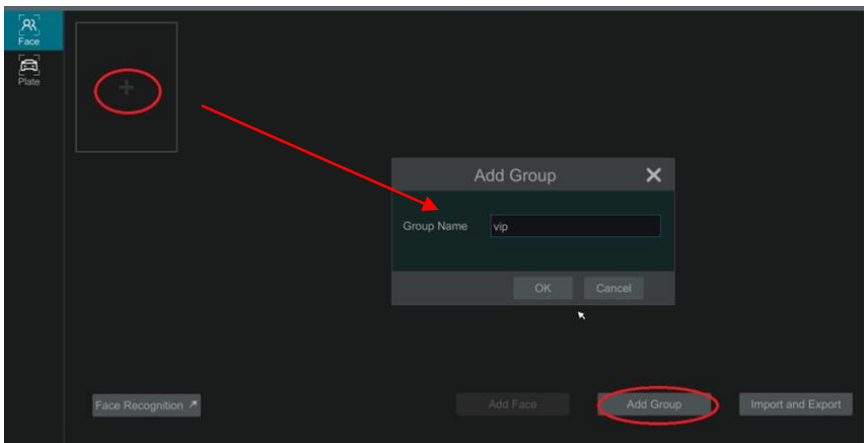 Face
Plate
Add Group
Group Name vip
OK Cancel
Face Recognition Add Face Add Group Import and Export